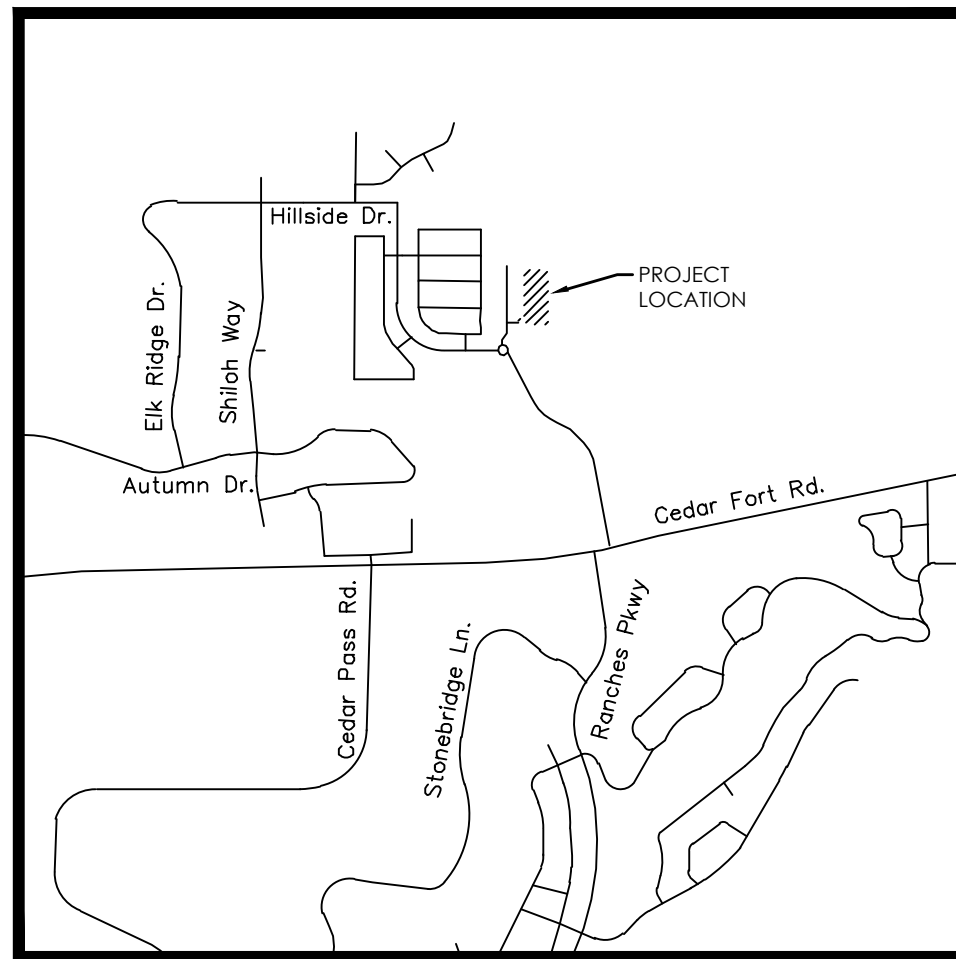 Hillside Dr.
PROJECT
LOCATION
Elk Ridge Dr.
Shiloh Way
Autumn Dr.
Cedar Fort Rd.
Cedar Pass Rd.
Stonebridge Ln.
Ranches Pkwy